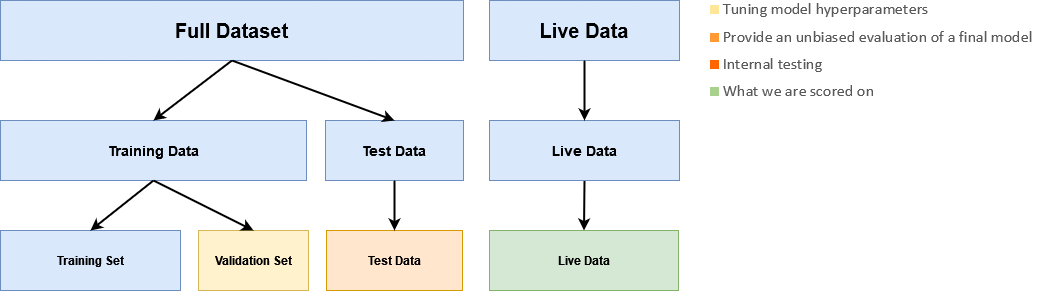 Full Dataset
Live Data
Tuning model hyperparameters
Provide an unbiased evaluation of a final model
Internal testing
What we are scored on
Training Data
Test Data
Live Data
Training Set
Validation Set
Test Data
Live Data